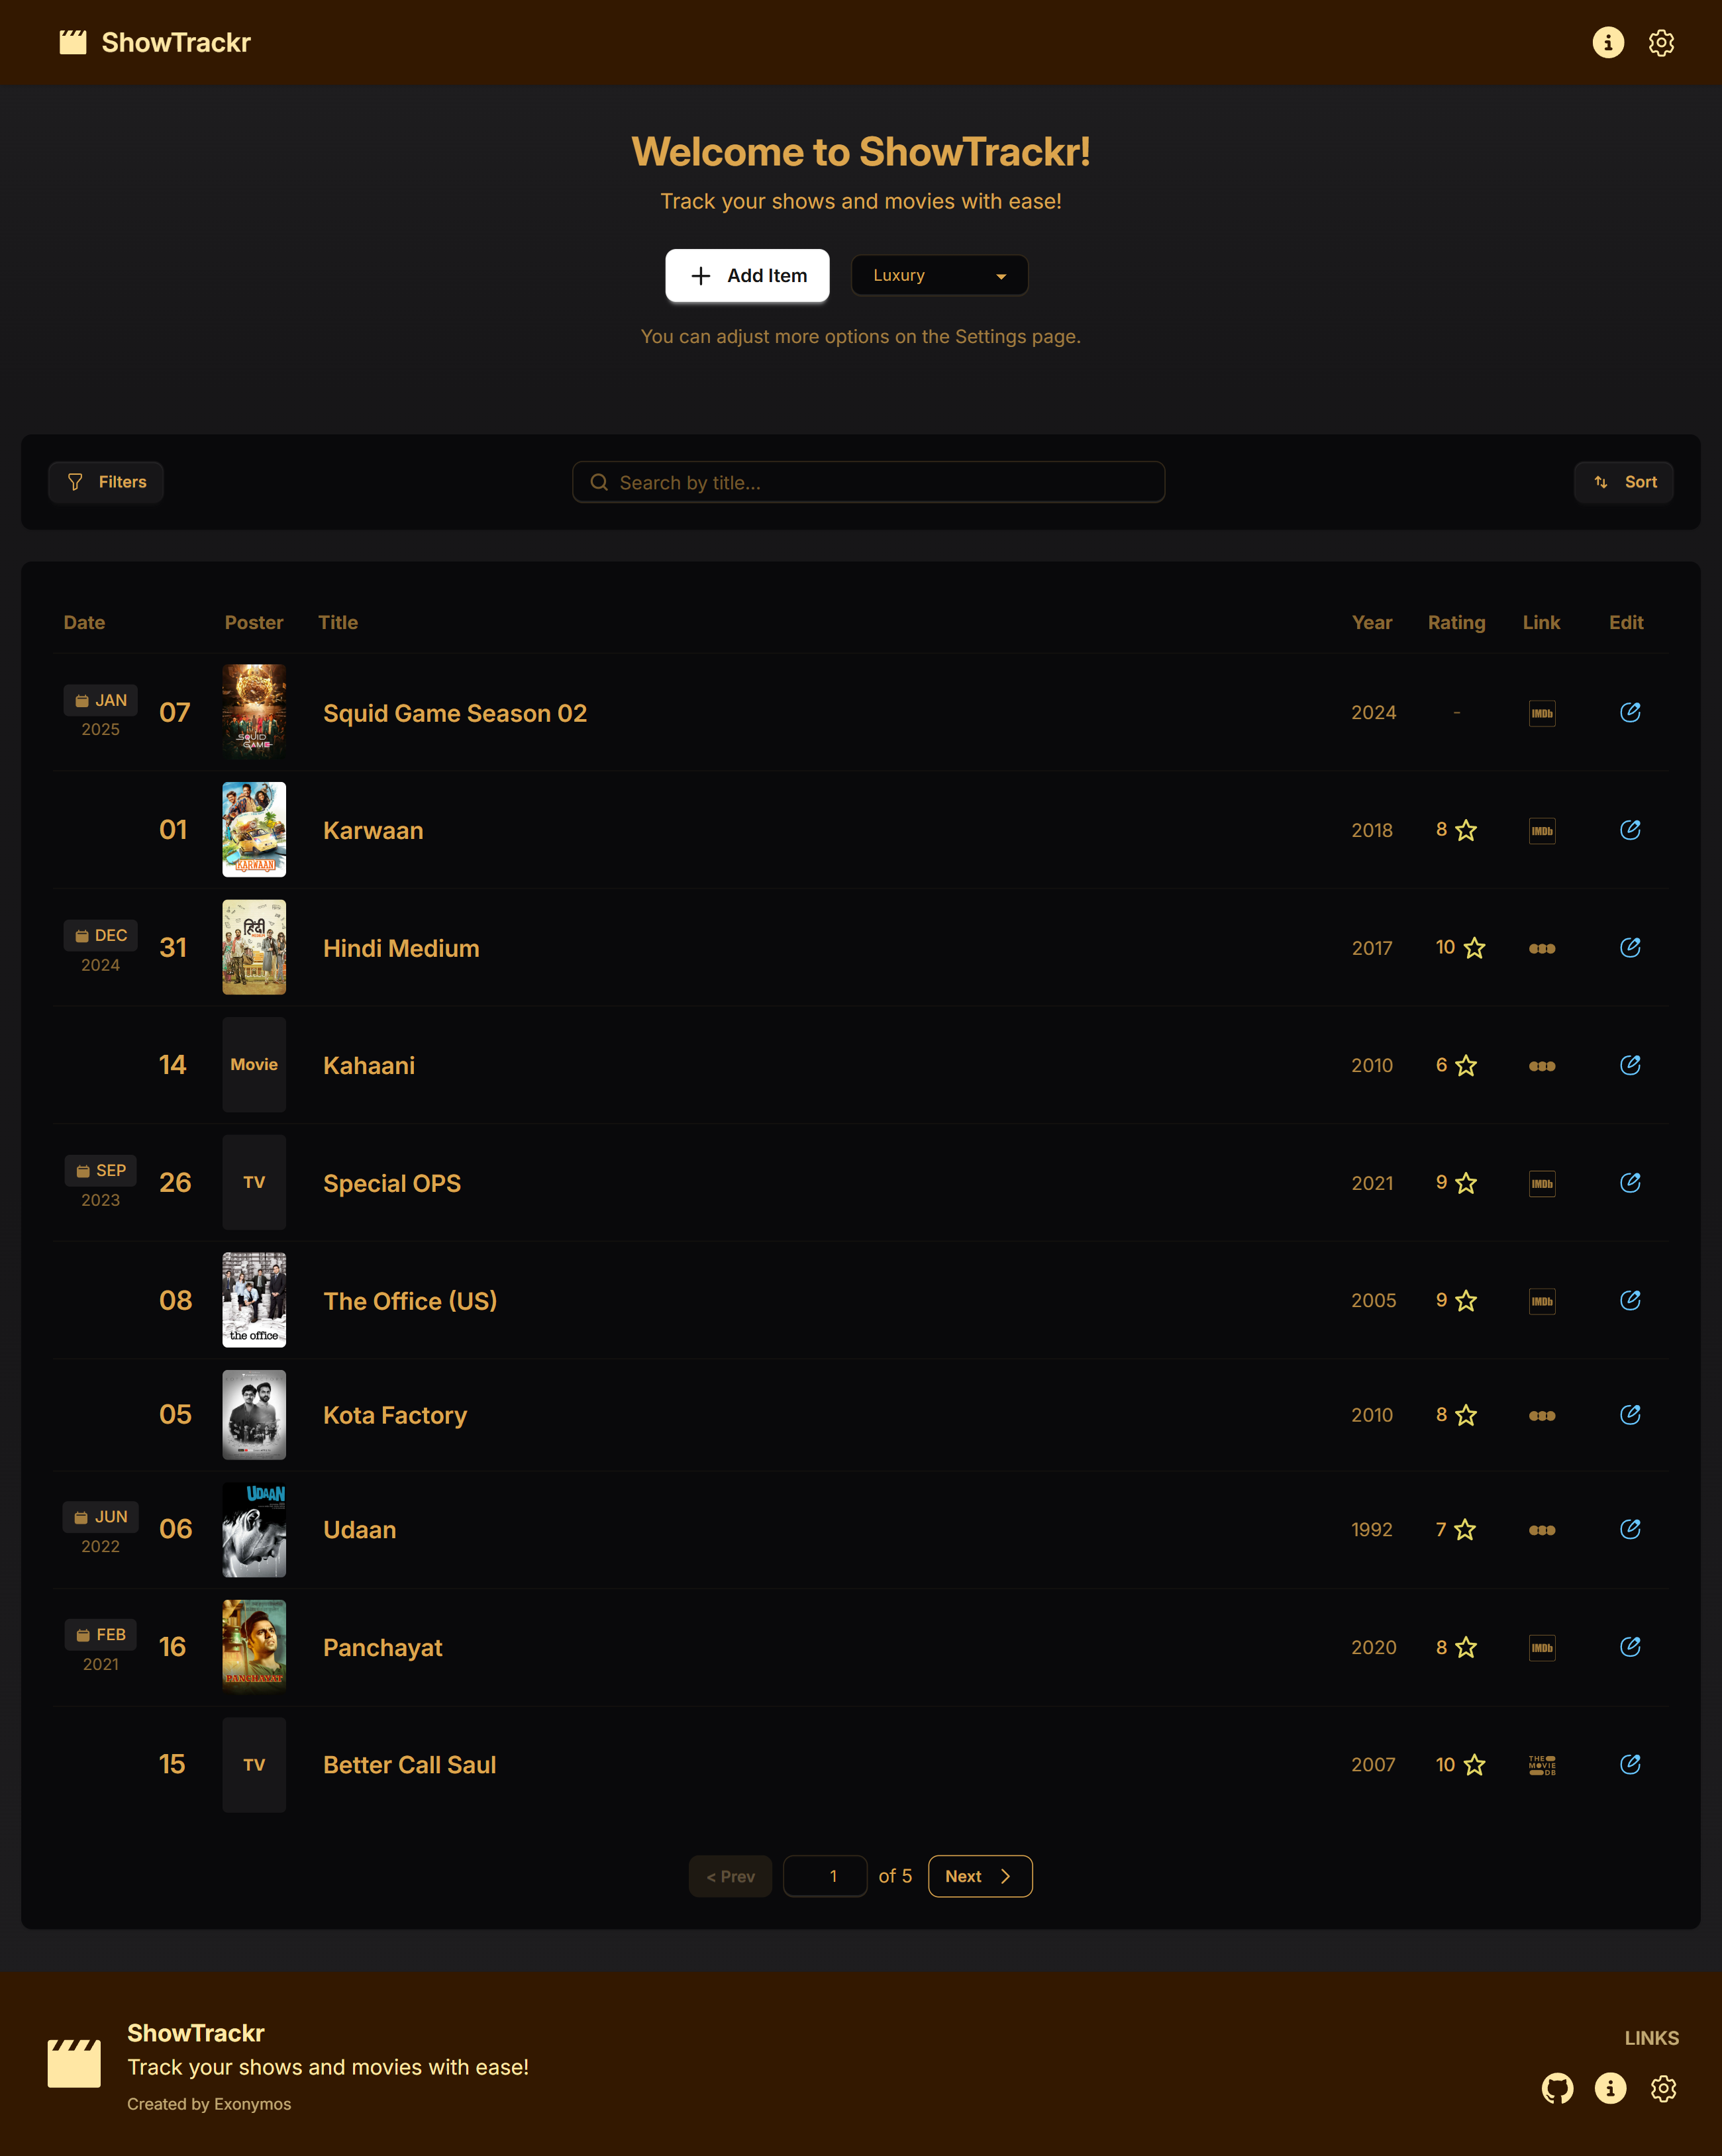 ShowTrackr
Welcome to ShowTrackr!
Track your shows and movies with ease!
Add Item
Luxury
You can adjust more options on the Settings page.
Filters
Search by title...
Sort
Date Poster Title Year Rating Link Edit
JAN
2025
07
SQUID
GAME
Squid Game Season 02 2024 - IMDb
01
KARWAAN
Karwaan 2018 8 IMDb
DEC
2024
31
हिंदी
Hindi Medium 2017 10
14 Movie Kahaani 2010 6
SEP
2023
26 TV Special OPS 2021 9 IMDb
08
the office
The Office (US) 2005 9 IMDb
05 Kota Factory 2010 8
JUN
2022
06
UDAAN
Udaan 1992 7
FEB
2021
16
PANCHAYAT
Panchayat 2020 8 IMDb
15 TV Better Call Saul 2007 10
THE
MOVIE
DB
< Prev 1 of 5 Next
ShowTrackr
Track your shows and movies with ease!
Created by Exonymos
LINKS